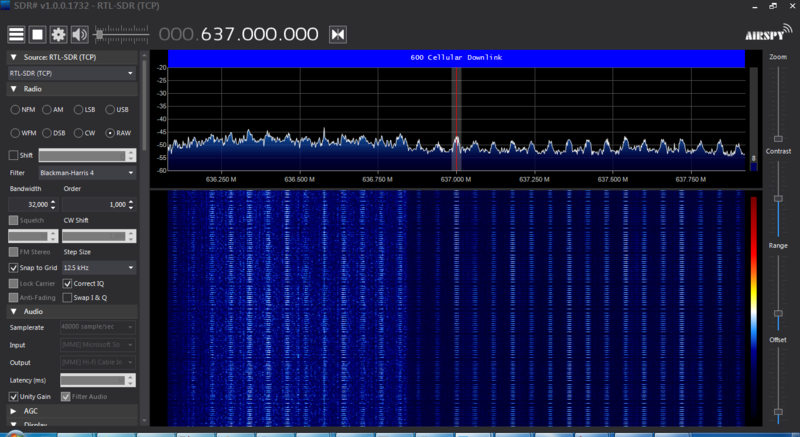 SDR# v1.0.0.1732 - RTL-SDR (TCP)
000.637.000.000
AIRSPY
Source: RTL-SDR (TCP)
RTL-SDR (TCP)
Radio
NFM AM LSB USB
WFM DSB CW RAW
Shift
Filter Blackman-Harris 4
Bandwidth Order
32,000 1,000
Squelch CW Shift
FM Stereo Step Size
Snap to Grid 12.5 kHz
Lock Carrier Correct IQ
Anti-Fading Swap I & Q
Audio
Samplerate 48000 sample/sec
Input [MME] Microsoft So
Output
Latency (ms)
Unity Gain Filter Audio
AGC
Display
600 Cellular Downlink
-20
-25
-30
-35
-40
-45
-50
-55
-60
636.250 M 636.500 M 636.750 M 637.000 M 637.250 M 637.500 M 637.750 M
8
Zoom
Contrast
Range
Offset